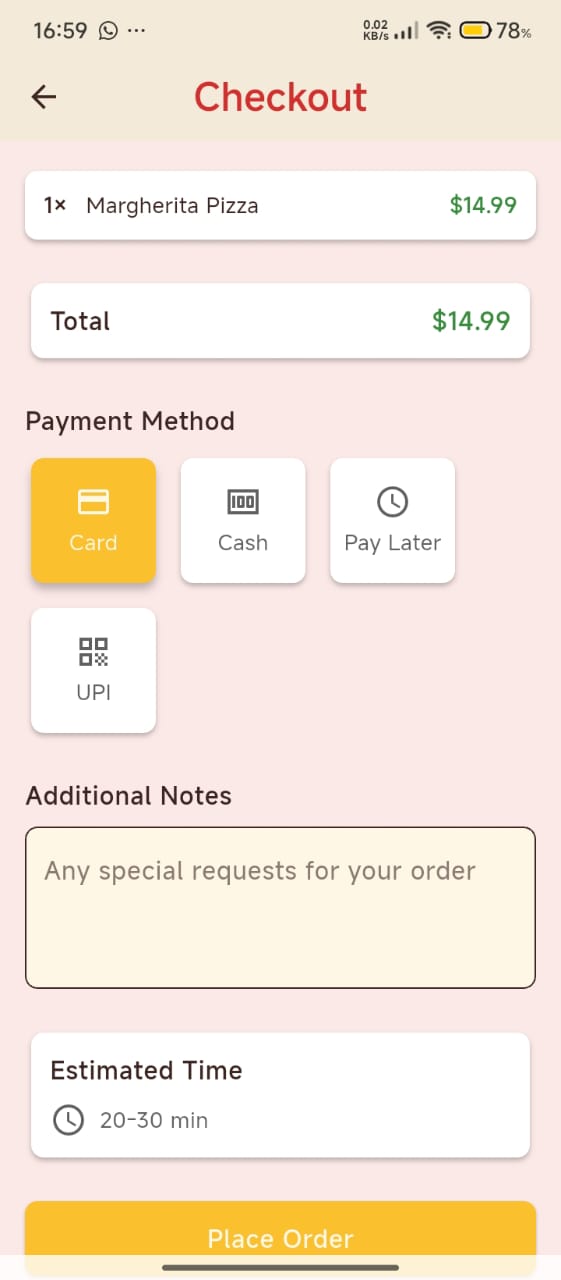 16:59 ... 0.02 KB/s 78%
Checkout
1× Margherita Pizza $14.99
Total $14.99
Payment Method
Card Cash Pay Later
UPI
Additional Notes
Any special requests for your order
Estimated Time
20-30 min
Place Order